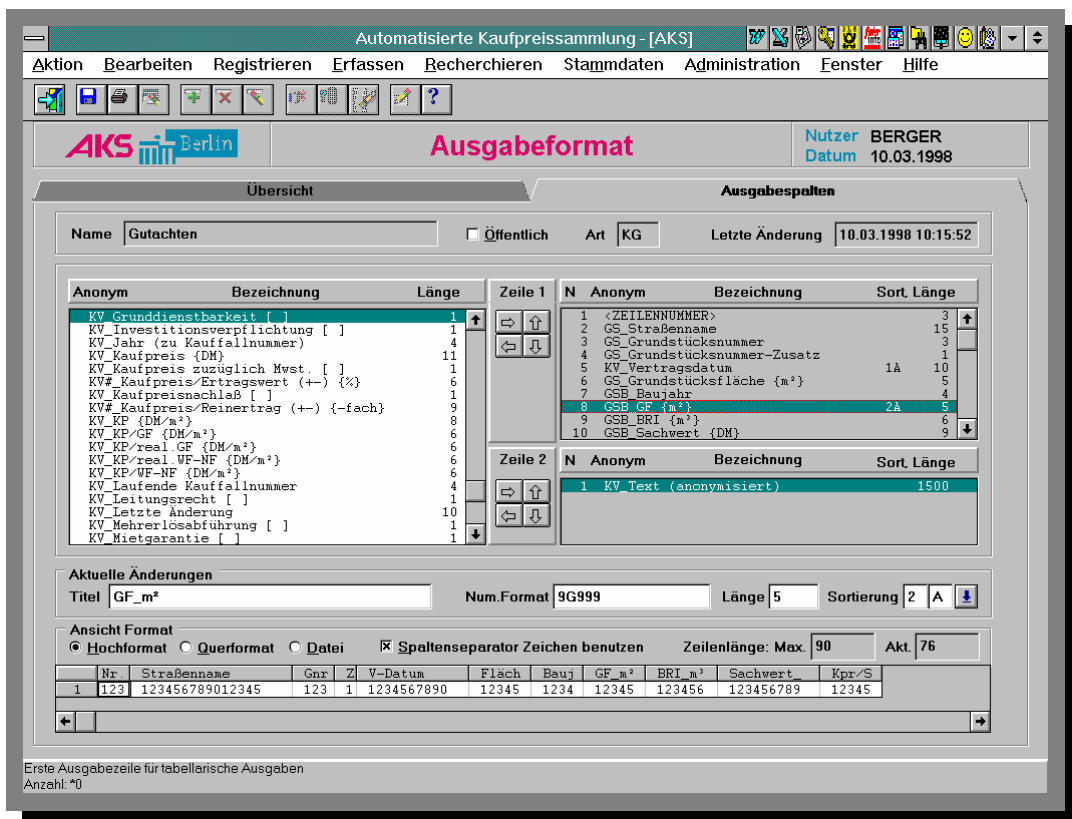 Automatisierte Kaufpreissammlung - [AKS]
Aktion Bearbeiten Registrieren Erfassen Recherchieren Stammdaten Administration Fenster Hilfe
AKS Berlin Ausgabeformat Nutzer BERGER
Datum 10.03.1998
Übersicht Ausgabespalten
Name Gutachten Öffentlich Art KG Letzte Änderung 10.03.1998 10:15:52
Anonym Bezeichnung Länge
KV_Grunddienstbarkeit [ ] 1
KV_Investitionsverpflichtung [ ] 1
KV_Jahr (zu Kauffallnummer) 4
KV_Kaufpreis {DM} 11
KV_Kaufpreis zuzüglich Mwst. [ ] 1
KV#_Kaufpreis/Ertragswert (+-) {%} 6
KV_Kaufpreisnachlaß [ ] 1
KV#_Kaufpreis/Reinertrag (+-) {-fach} 9
KV_KP {DM/m²} 8
KV_KP/GF {DM/m²} 6
KV_KP/real.GF {DM/m²} 6
KV_KP/real.WF-NF {DM/m²} 6
KV_KP/WF-NF {DM/m²} 6
KV_Laufende Kauffallnummer 4
KV_Leitungsrecht [ ] 1
KV_Letzte Änderung 10
KV_Mehrerlösabführung [ ] 1
KV_Mietgarantie [ ] 1
Zeile 1
N Anonym Bezeichnung Sort. Länge
1 <ZEILENNUMMER> 3
2 GS_Straßenname 15
3 GS_Grundstücksnummer 3
4 GS_Grundstücksnummer-Zusatz 1
5 KV_Vertragsdatum 1A 10
6 GS_Grundstücksfläche {m²} 5
7 GSB_Baujahr 4
8 GSB_GF {m²} 2A 5
9 GSB_BRI {m³} 6
10 GSB_Sachwert {DM} 9
Zeile 2
N Anonym Bezeichnung Sort. Länge
1 KV_Text (anonymisiert) 1500
Aktuelle Änderungen
Titel GF_m² Num.Format 9G999 Länge 5 Sortierung 2 A
Ansicht Format
Hochformat Querformat Datei Spaltenseparator Zeichen benutzen Zeilenlänge: Max. 90 Akt. 76
Nr. Straßenname Gnr Z V-Datum Fläch Bauj GF_m² BRI_m³ Sachwert_ Kpr/S
1 123 123456789012345 123 1 1234567890 12345 1234 12345 123456 123456789 12345
Erste Ausgabezeile für tabellarische Ausgaben
Anzahl: *0